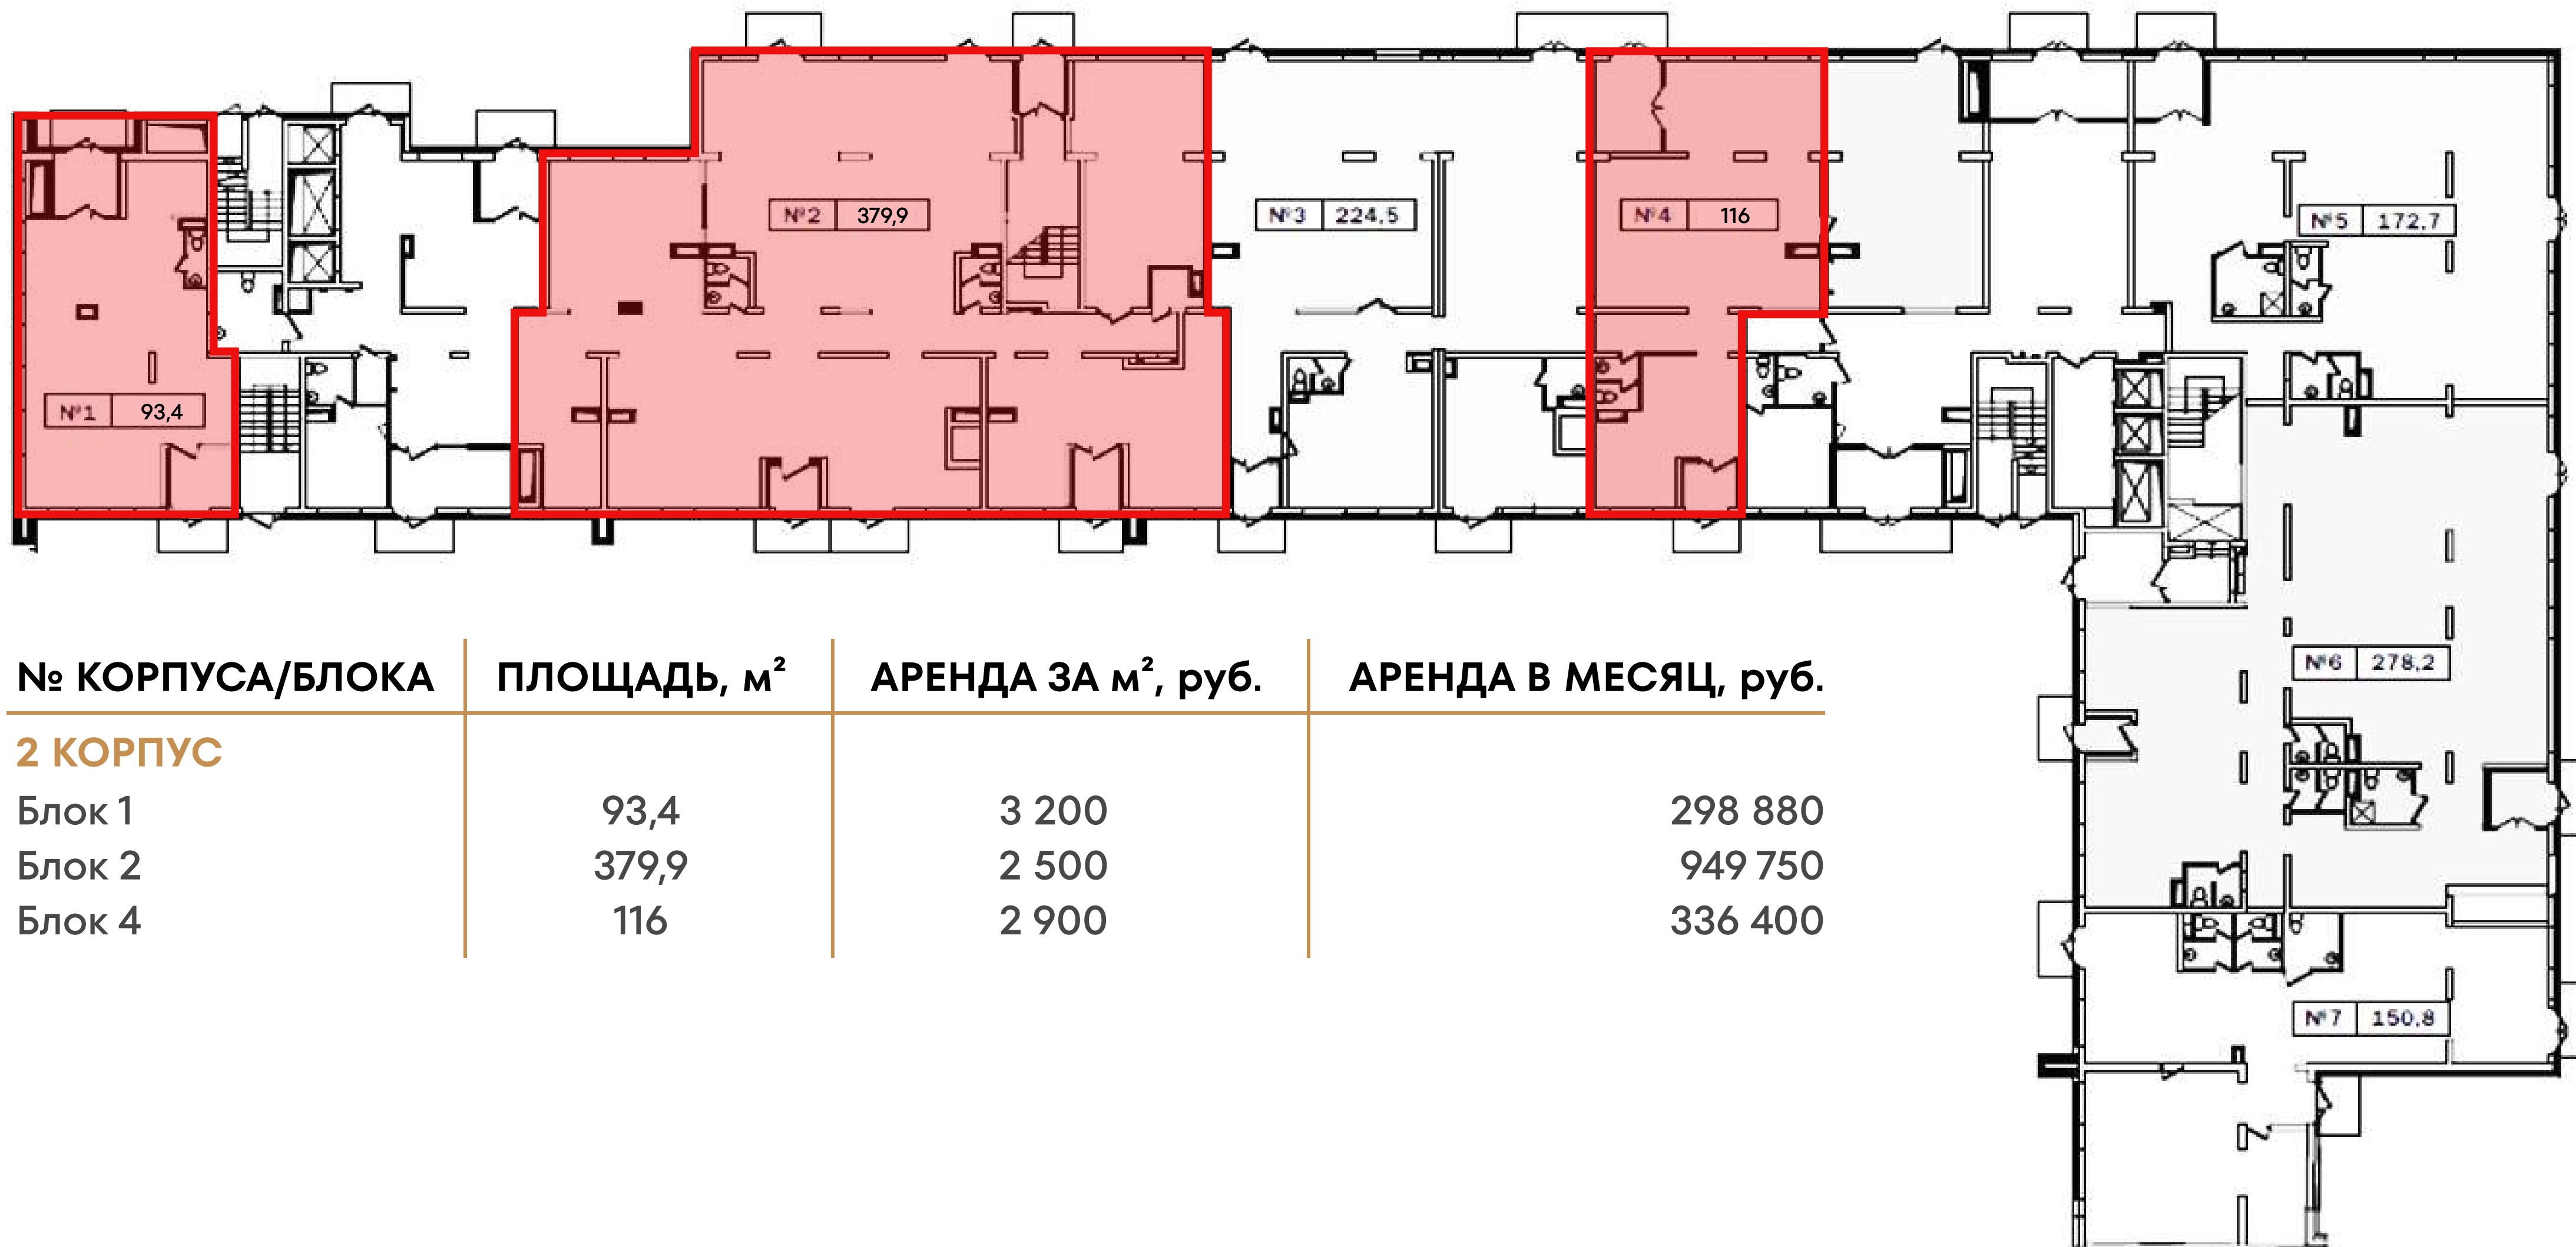 №2 379,9
№3 224,5
№4 116
№5 172,7
№1 93,4
№6 278,2
№7 150,8
№ КОРПУСА/БЛОКА ПЛОЩАДЬ, м² АРЕНДА ЗА м², руб. АРЕНДА В МЕСЯЦ, руб.
2 КОРПУС
Блок 1 93,4 3 200 298 880
Блок 2 379,9 2 500 949 750
Блок 4 116 2 900 336 400